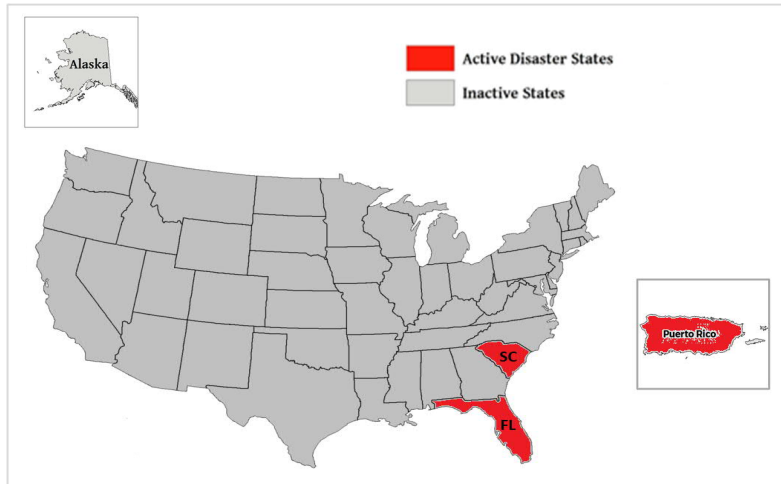 Alaska
Active Disaster States
Inactive States
Puerto Rico
SC
FL